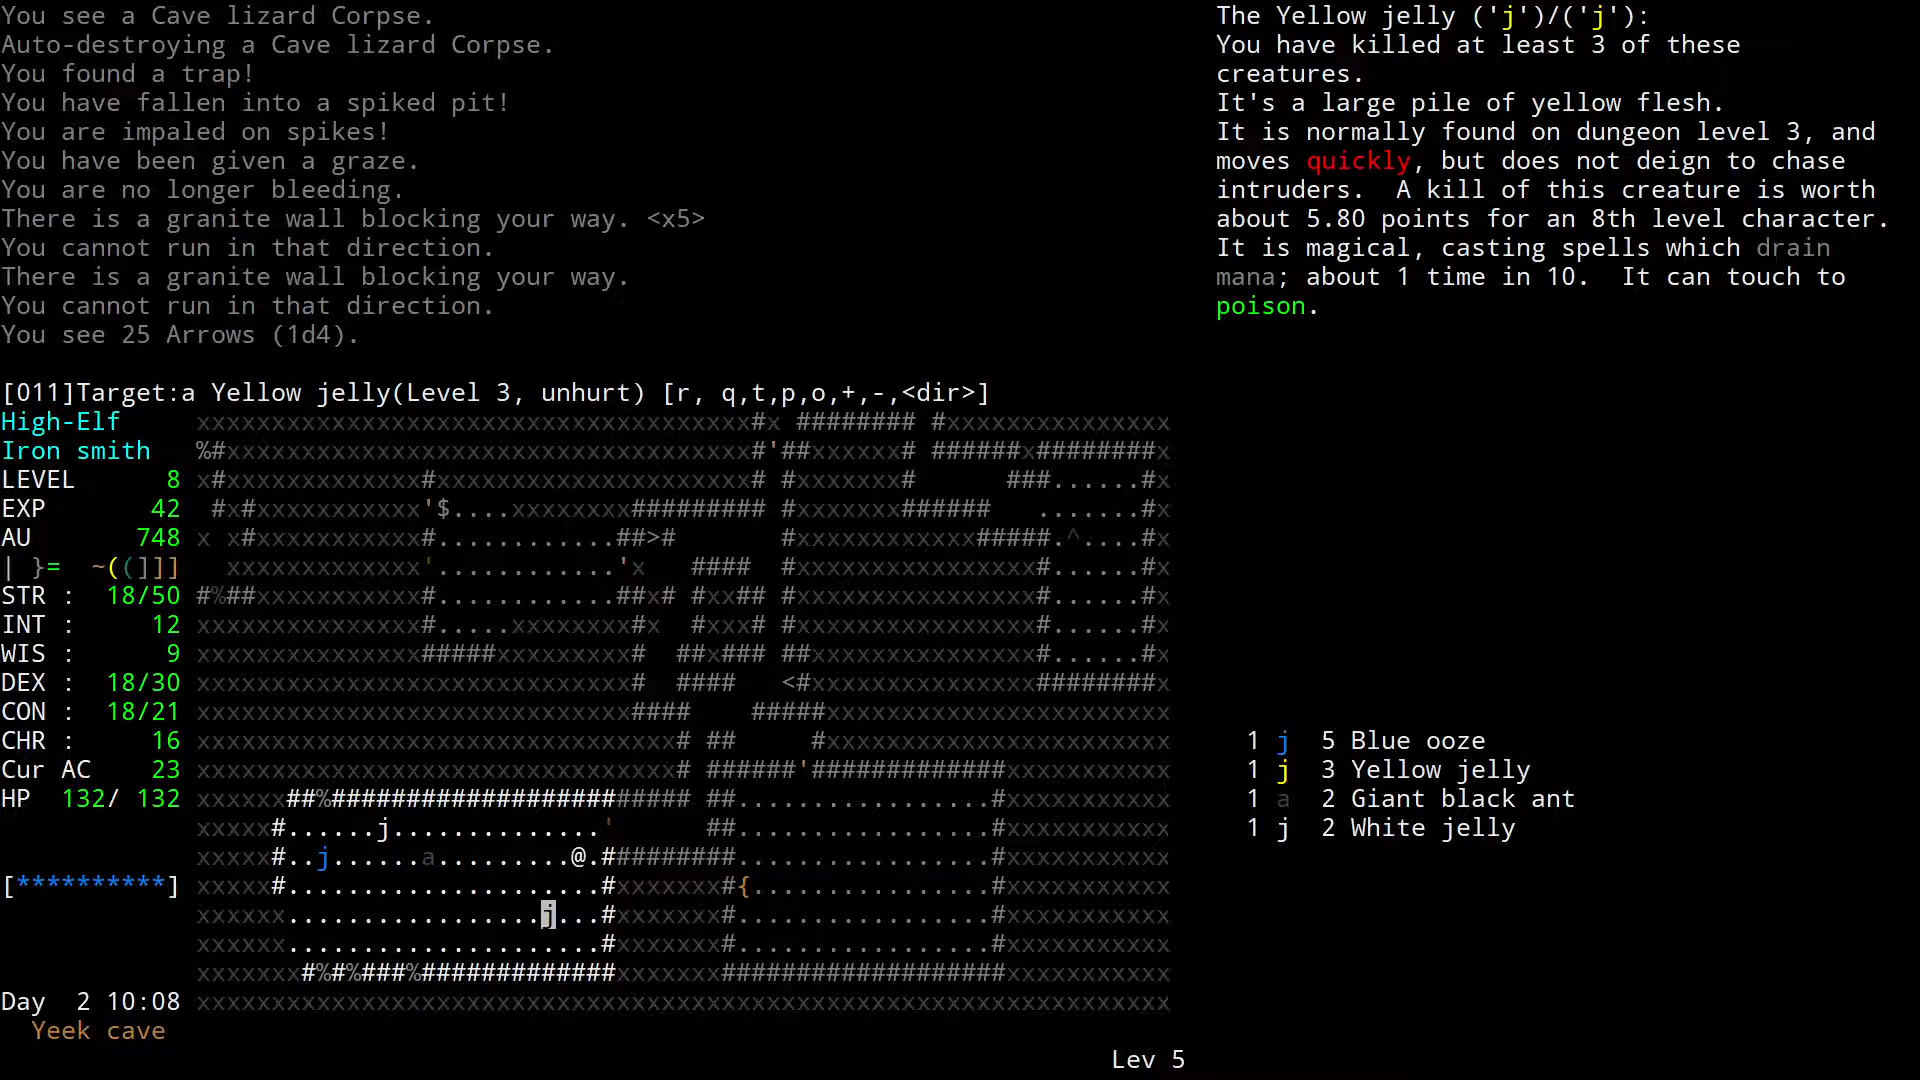 You see a Cave lizard Corpse.
Auto-destroying a Cave lizard Corpse.
You found a trap!
You have fallen into a spiked pit!
You are impaled on spikes!
You have been given a graze.
You are no longer bleeding.
There is a granite wall blocking your way. <x5>
You cannot run in that direction.
There is a granite wall blocking your way.
You cannot run in that direction.
You see 25 Arrows (1d4).
[011]Target:a Yellow jelly(Level 3, unhurt) [r, q,t,p,o,+,-,<dir>]
High-Elf
Iron smith
LEVEL 8
EXP 42
AU 748
| }= ~((]]]
STR : 18/50
INT : 12
WIS : 9
DEX : 18/30
CON : 18/21
CHR : 16
Cur AC 23
HP 132/ 132
[**********]
Day 2 10:08
Yeek cave
Lev 5
The Yellow jelly ('j')/('j'):
You have killed at least 3 of these
creatures.
It's a large pile of yellow flesh.
It is normally found on dungeon level 3, and
moves quickly, but does not deign to chase
intruders. A kill of this creature is worth
about 5.80 points for an 8th level character.
It is magical, casting spells which drain
mana; about 1 time in 10. It can touch to
poison.
1 j 5 Blue ooze
1 j 3 Yellow jelly
1 a 2 Giant black ant
1 j 2 White jelly